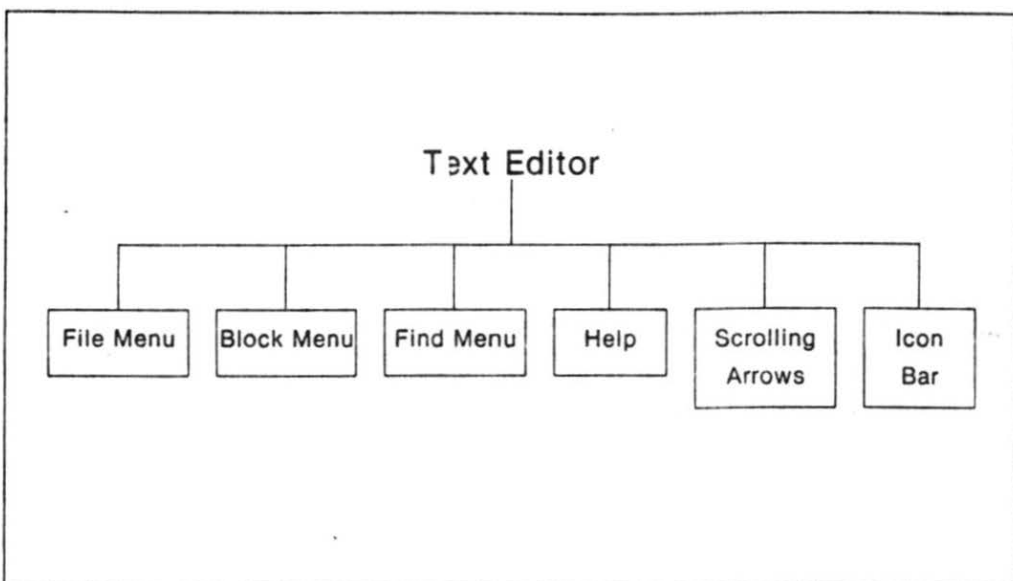 Text Editor
File Menu
Block Menu
Find Menu
Help
Scrolling
Arrows
Icon
Bar